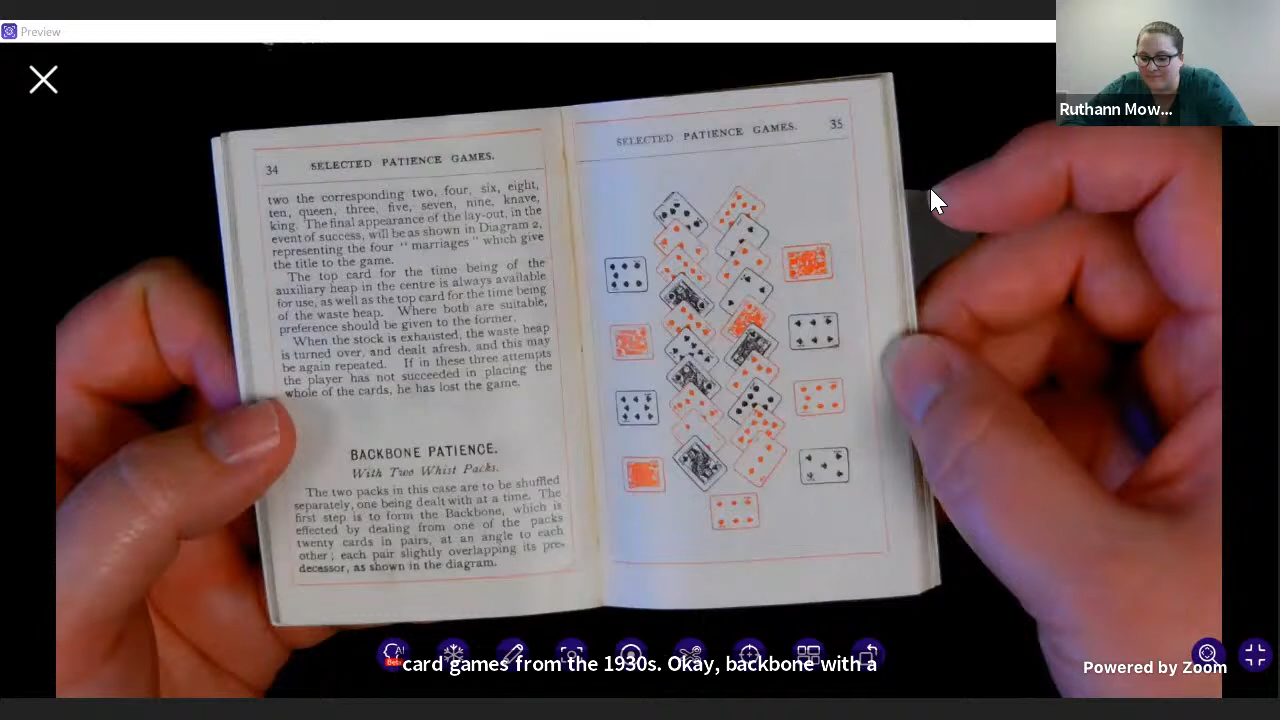 Preview
Ruthann Mow...
34 SELECTED PATIENCE GAMES.
two the corresponding two, four, six, eight,
ten, queen, three, five, seven, nine, knave,
king. The final appearance of the lay-out, in the
event of success, will be as shown in Diagram 2,
representing the four " marriages " which give
the title to the game.
The top card for the time being of the
auxiliary heap in the centre is always available
for use, as well as the top card for the time being
of the waste heap. Where both are suitable,
preference should be given to the former.
When the stock is exhausted, the waste heap
is turned over, and dealt afresh, and this may
be again repeated. If in these three attempts
the player has not succeeded in placing the
whole of the cards, he has lost the game.
BACKBONE PATIENCE.
With Two Whist Packs.
The two packs in this case are to be shuffled
separately, one being dealt with at a time. The
first step is to form the Backbone, which is
effected by dealing from one of the packs
twenty cards in pairs, at an angle to each
other ; each pair slightly overlapping its pre-
decessor, as shown in the diagram.
SELECTED PATIENCE GAMES. 35
AI
Beta
card games from the 1930s. Okay, backbone with a
Powered by Zoom